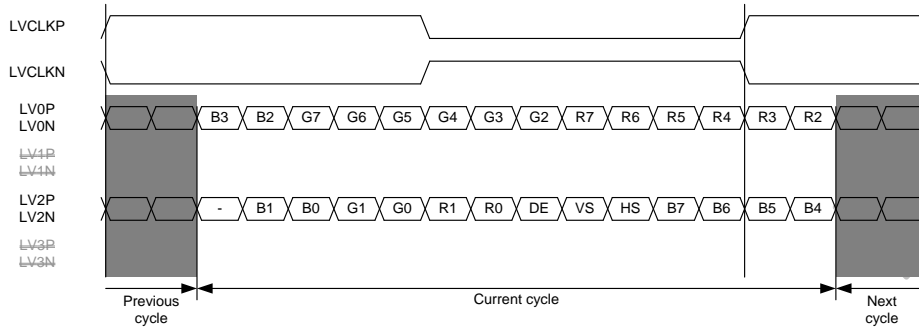 LVCLKP
LVCLKN
LV0P
LV0N
B3 B2 G7 G6 G5 G4 G3 G2 R7 R6 R5 R4 R3 R2
LV1P
LV1N
LV2P
LV2N
- B1 B0 G1 G0 R1 R0 DE VS HS B7 B6 B5 B4
LV3P
LV3N
Previous
cycle
Current cycle
Next
cycle